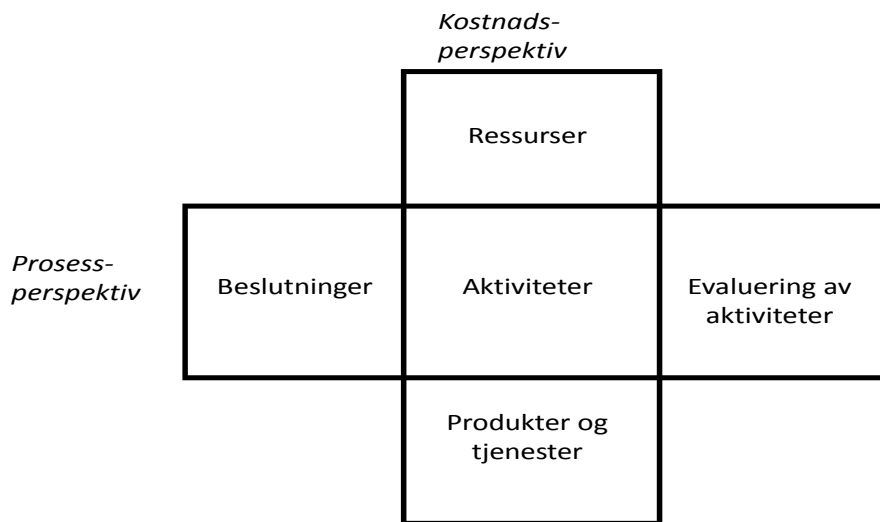 Kostnads-
perspektiv
Ressurser
Prosess-
perspektiv
Beslutninger
Aktiviteter
Evaluering av
aktiviteter
Produkter og
tjenester